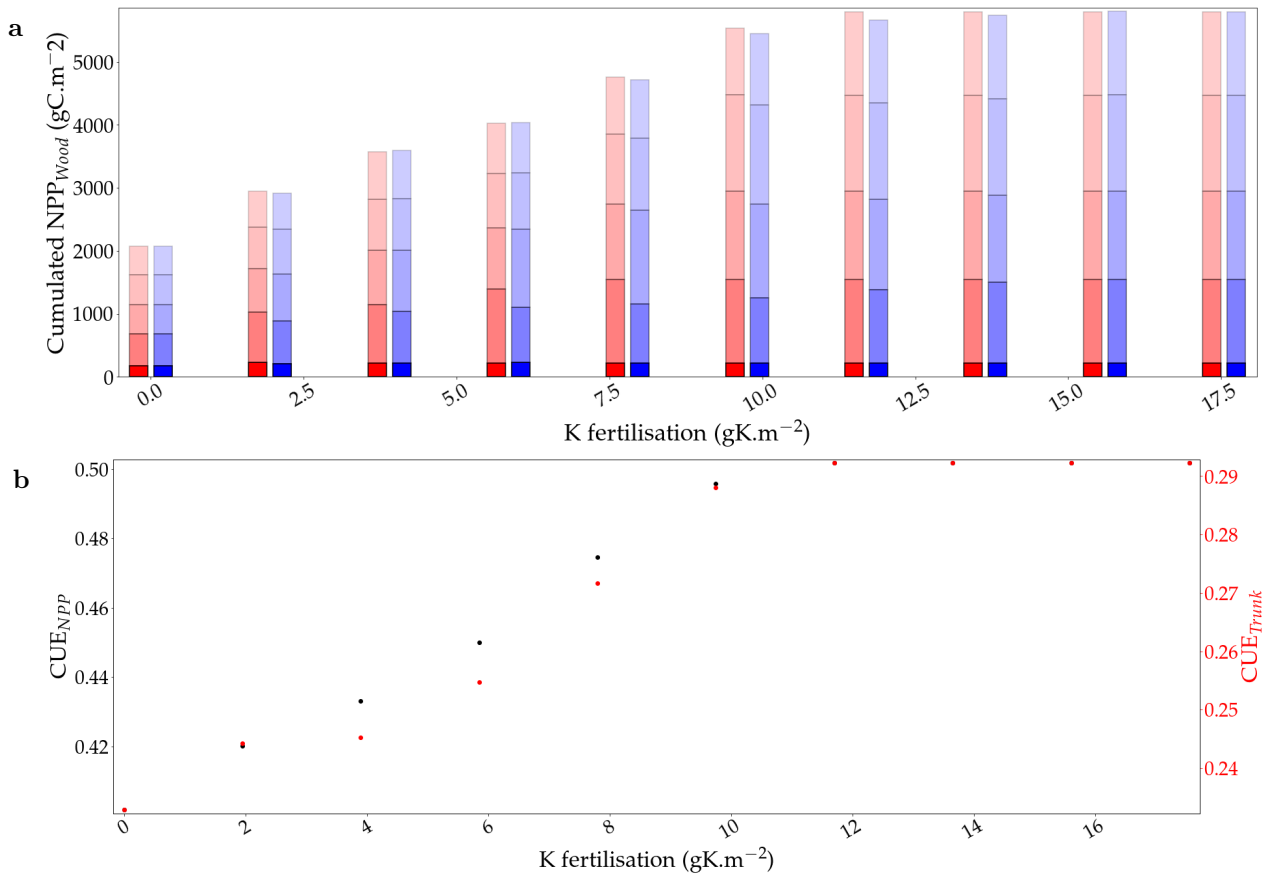 a
Cumulated NPP_Wood (gC.m−2)
5000
4000
3000
2000
1000
0
0.0 2.5 5.0 7.5 10.0 12.5 15.0 17.5
K fertilisation (gK.m−2)
b
CUE_NPP
0.50
0.48
0.46
0.44
0.42
0.29
0.28
0.27
0.26
0.25
0.24
CUE_Trunk
0 2 4 6 8 10 12 14 16
K fertilisation (gK.m−2)